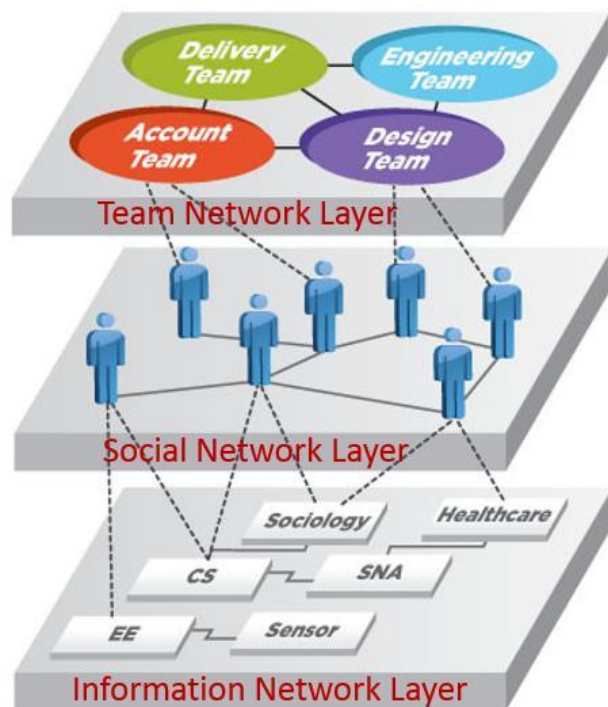 Delivery
Team
Engineering
Team
Account
Team
Design
Team
Team Network Layer
Social Network Layer
Sociology
Healthcare
CS
SNA
EE
Sensor
Information Network Layer